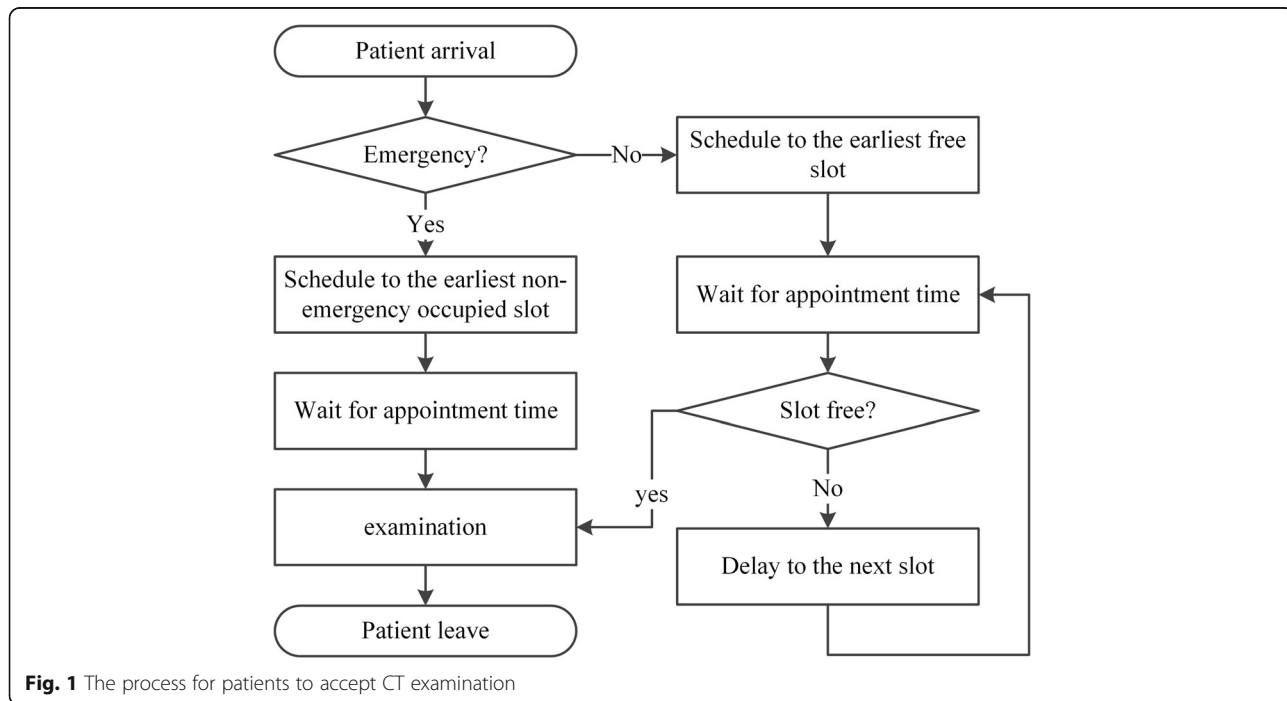 Patient arrival
Emergency?
No
Schedule to the earliest free
slot
Yes
Schedule to the earliest non-
emergency occupied slot
Wait for appointment time
Wait for appointment time
Slot free?
yes
No
examination
Delay to the next slot
Patient leave
Fig. 1 The process for patients to accept CT examination